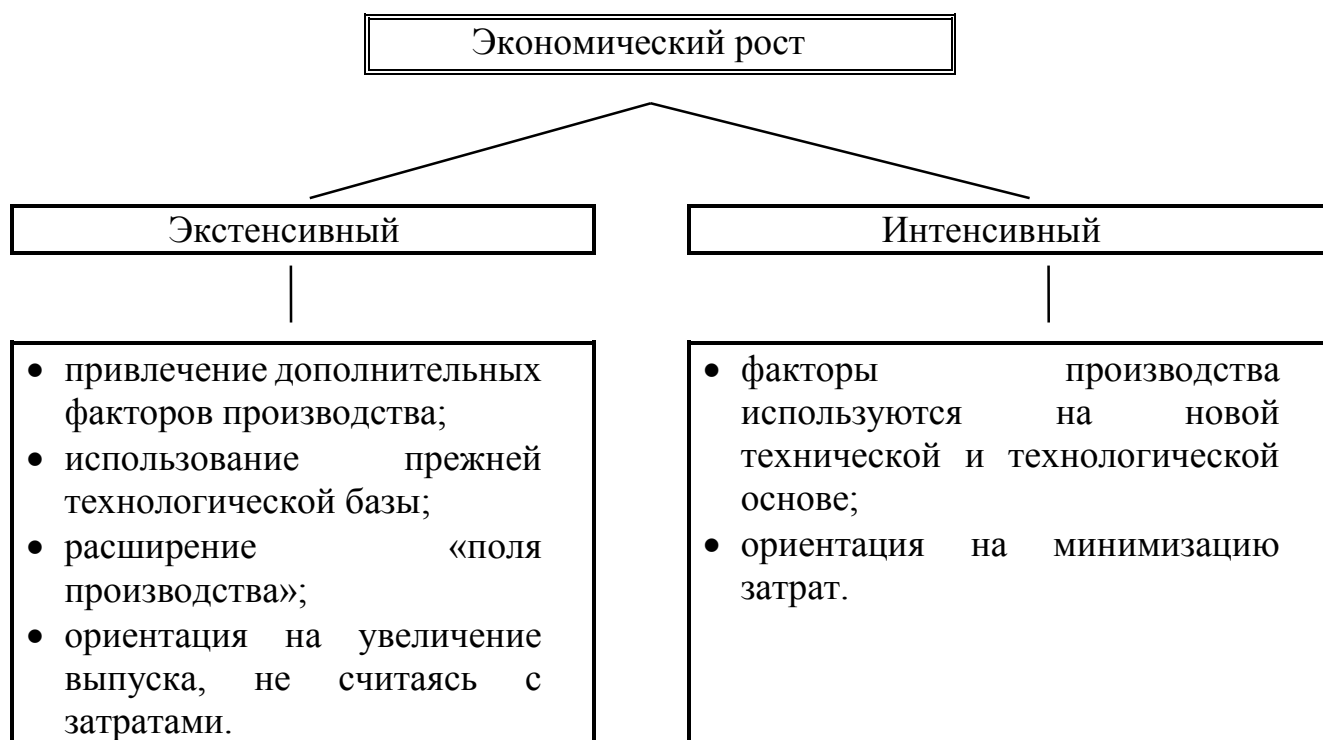 Экономический рост
Экстенсивный
Интенсивный
• привлечение дополнительных
факторов производства;
• использование прежней
технологической базы;
• расширение «поля
производства»;
• ориентация на увеличение
выпуска, не считаясь с
затратами.
• факторы производства
используются на новой
технической и технологической
основе;
• ориентация на минимизацию
затрат.